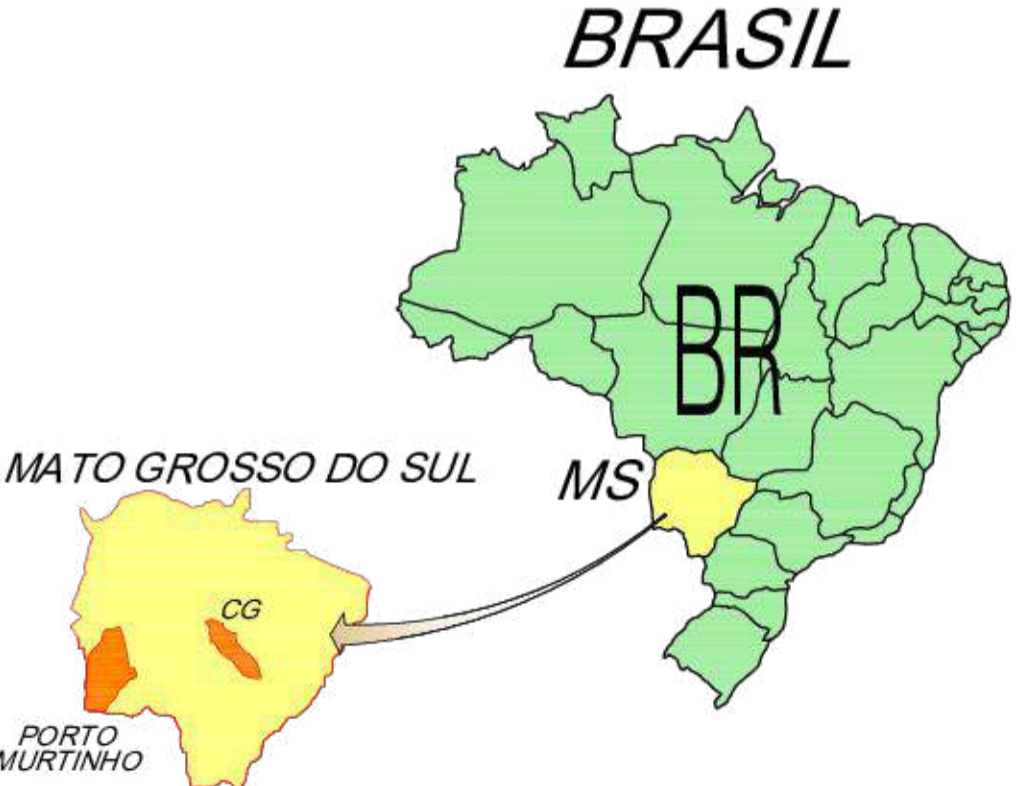 BRASIL
BR
MS
MATO GROSSO DO SUL
CG
PORTO
MURTINHO